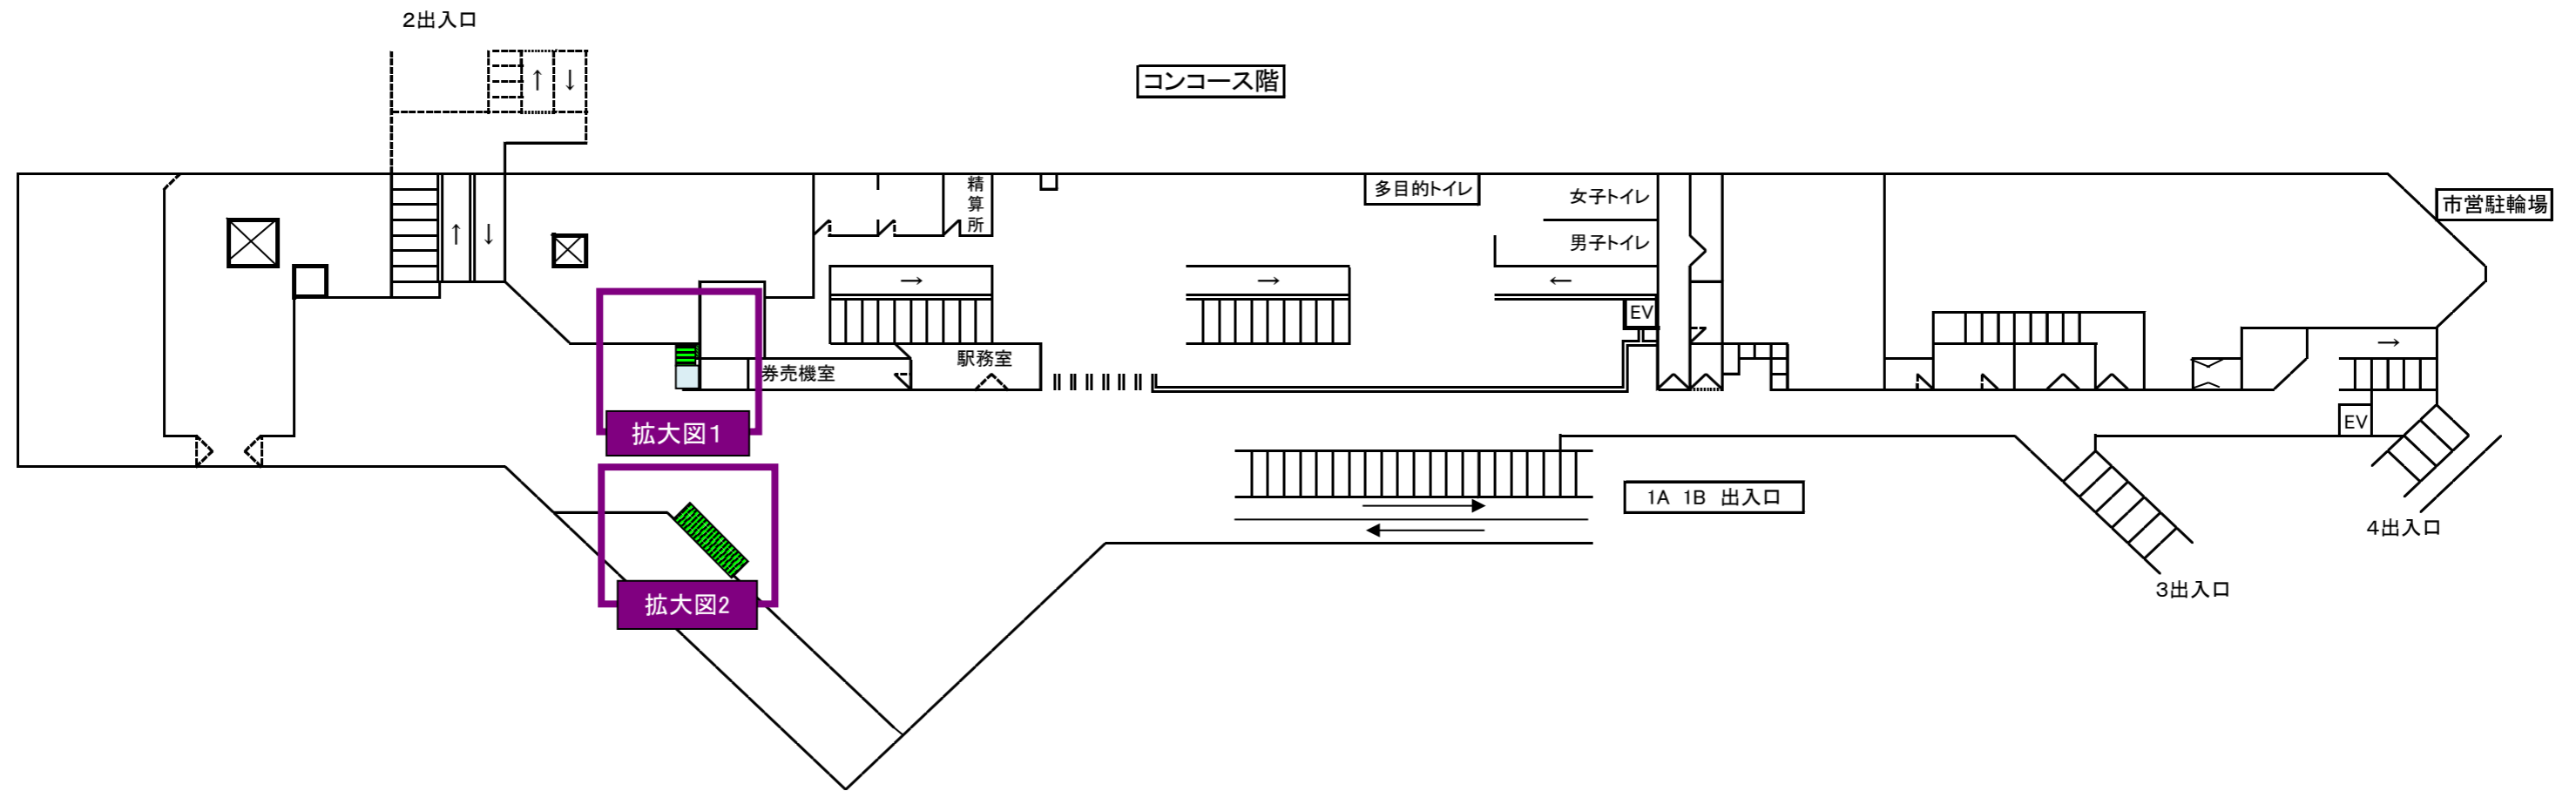 2出入口
コンコース階
精算所
多目的トイレ
女子トイレ
市営駐輪場
↑ ↓
↑ ↓
男子トイレ
→
→
←
→
EV
駅務室
券売機室
拡大図1
EV
1A 1B 出入口
4出入口
3出入口
拡大図2